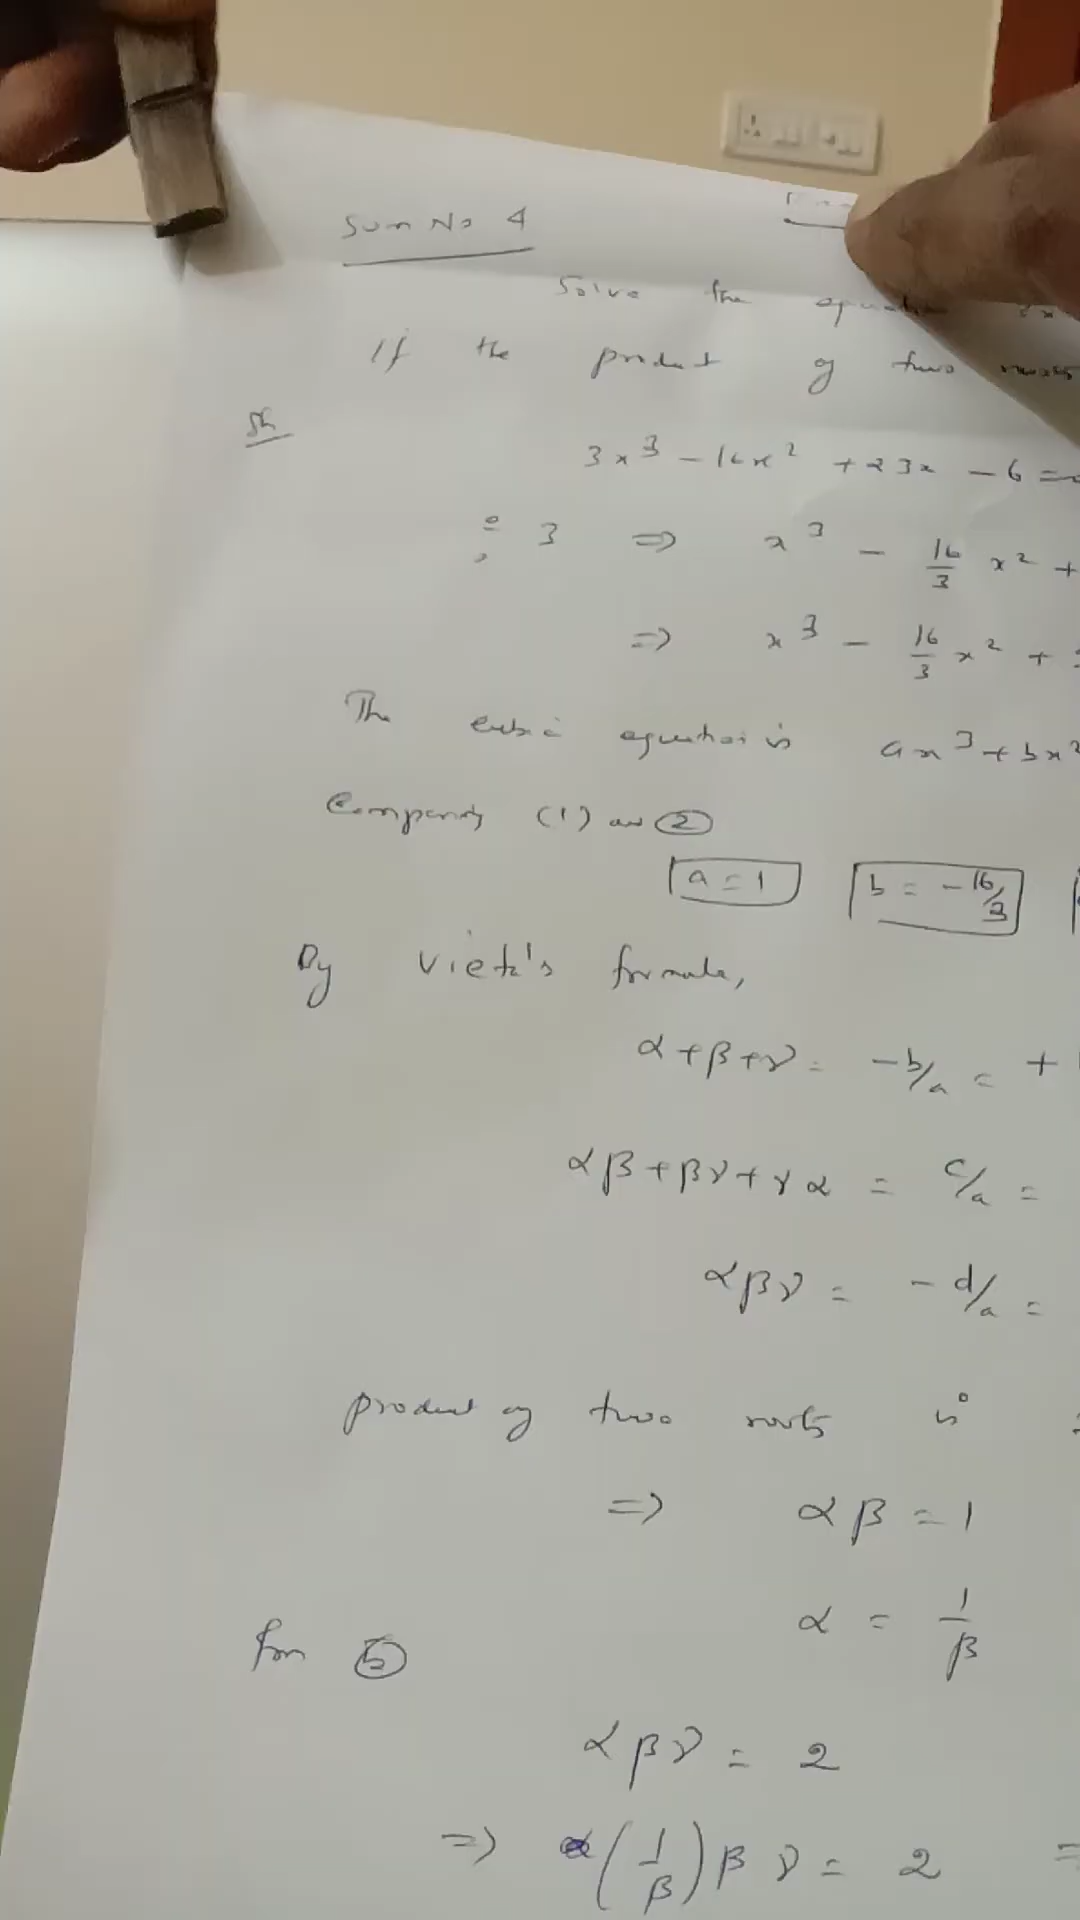 Sum No 4
Solve the equation
If the product of two roots
3x³ - 16x² + 23x - 6 = 0
÷ 3 ⇒ x³ - 16/3 x² +
⇒ x³ - 16/3 x² +
The cubic equation is ax³ + bx²
Comparing (1) and ②
a = 1 b = -16/3
By Vieta's formula,
α + β + γ = -b/a = +
αβ + βγ + γα = c/a =
αβγ = -d/a =
product of two roots is
⇒ αβ = 1
α = 1/β
from ⑤
αβγ = 2
⇒ (1/β) β γ = 2 =